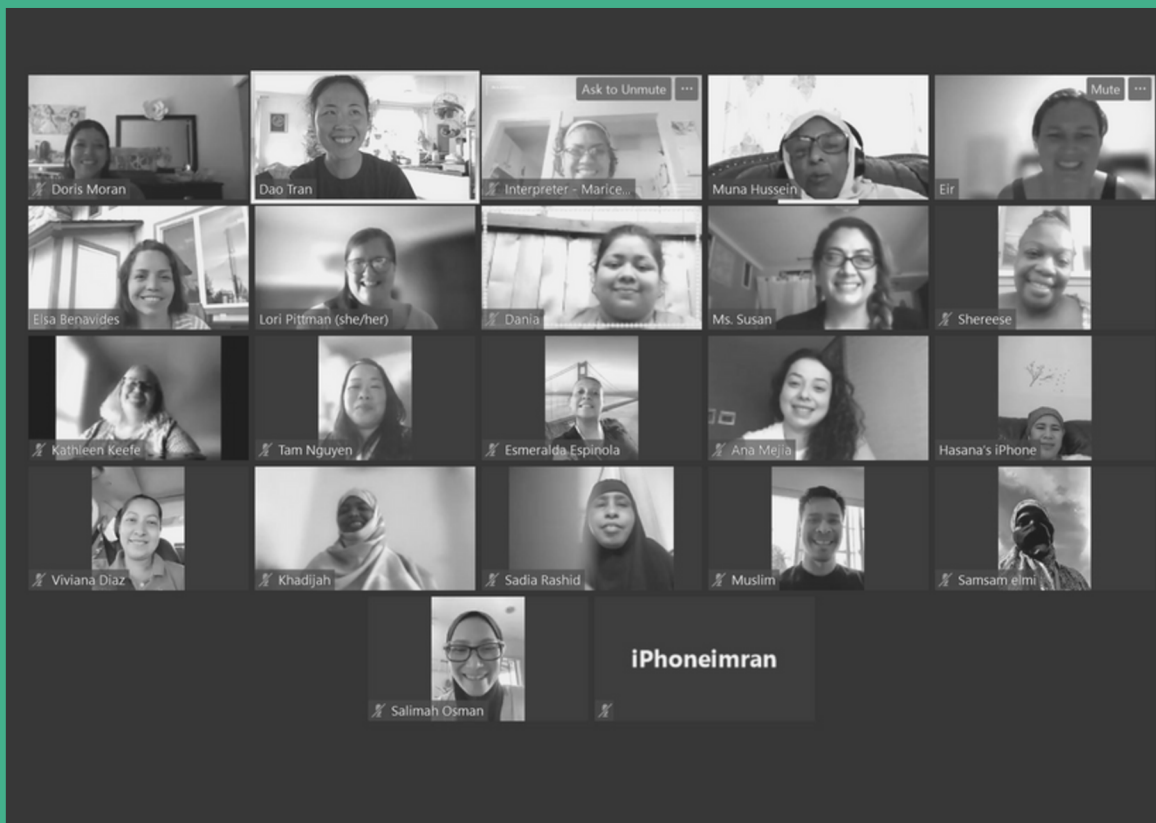 Ask to Unmute
Mute
Doris Moran
Dao Tran
Interpreter - Marice...
Muna Hussein
Eir
Elsa Benavides
Lori Pittman (she/her)
Dania
Ms. Susan
Shereese
Kathleen Keefe
Tam Nguyen
Esmeralda Espinola
Ana Mejia
Hasana's iPhone
Viviana Diaz
Khadijah
Sadia Rashid
Muslim
Samsam elmi
iPhoneimran
Salimah Osman